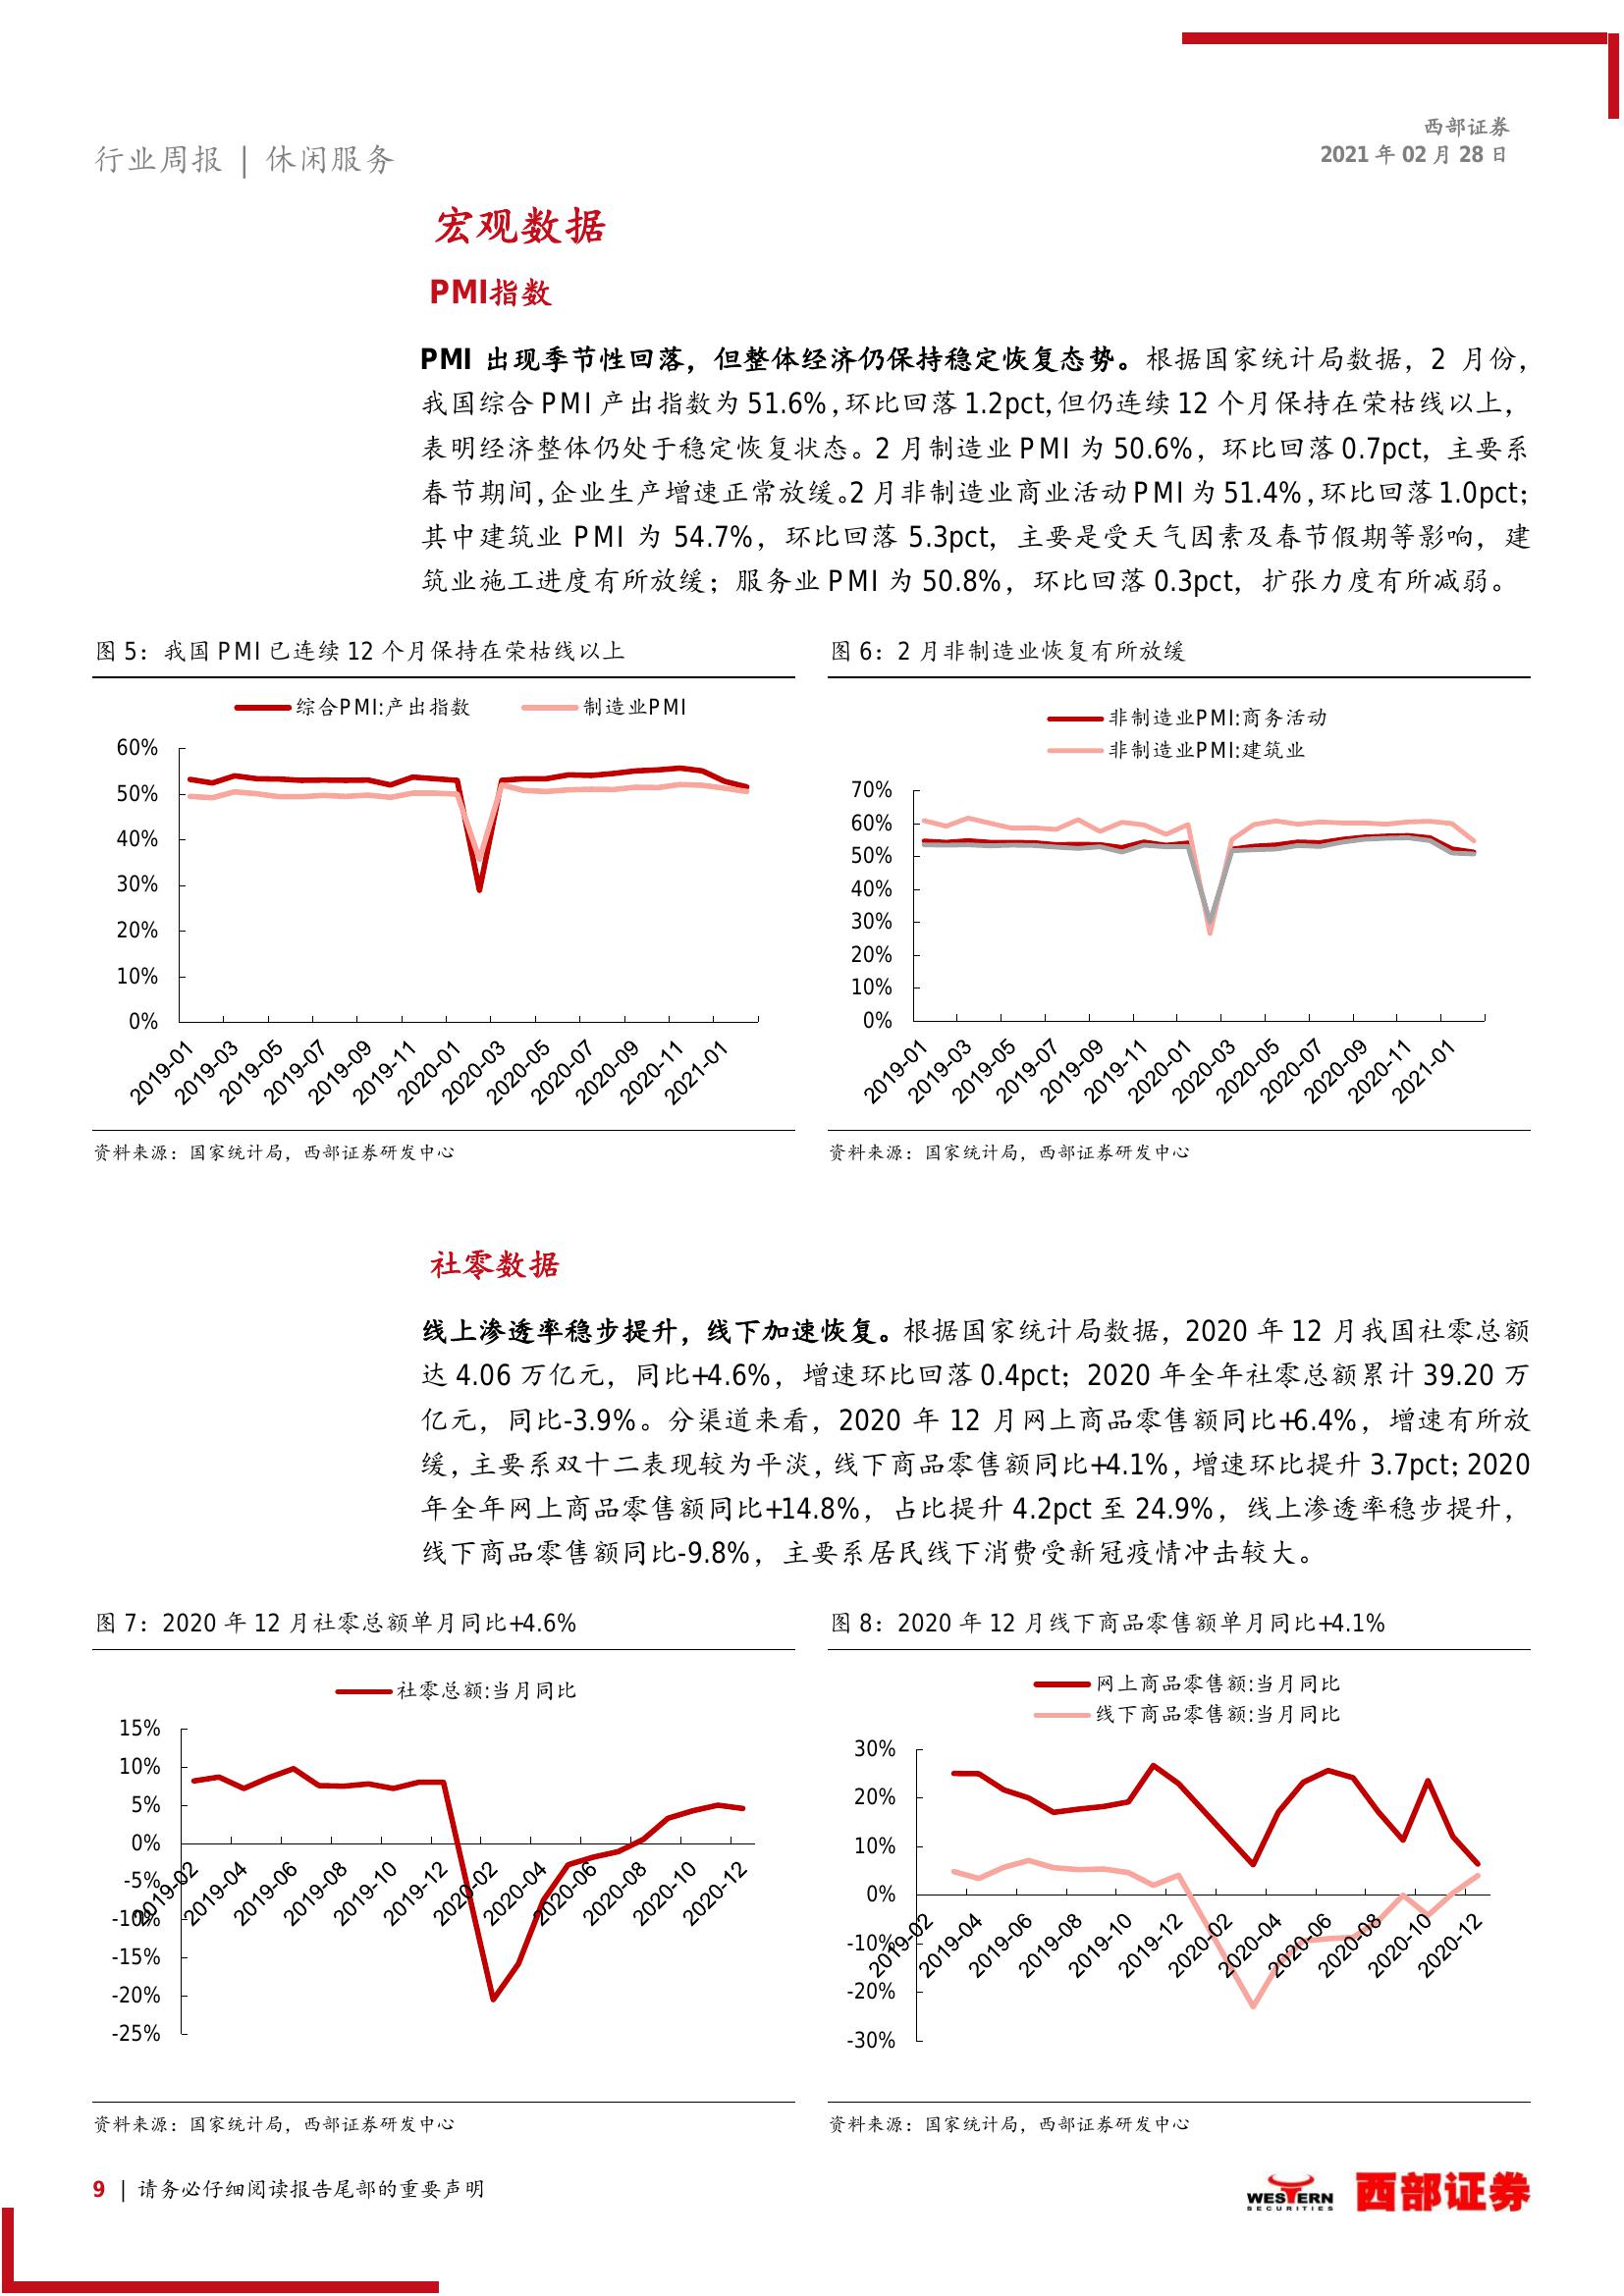 西部证券
2021 年 02 月 28 日
行业周报 | 休闲服务
宏观数据
PMI指数
PMI 出现季节性回落，但整体经济仍保持稳定恢复态势。根据国家统计局数据，2 月份，
我国综合 PMI 产出指数为 51.6%，环比回落 1.2pct，但仍连续 12 个月保持在荣枯线以上，
表明经济整体仍处于稳定恢复状态。2 月制造业 PMI 为 50.6%，环比回落 0.7pct，主要系
春节期间，企业生产增速正常放缓。2 月非制造业商业活动 PMI 为 51.4%，环比回落 1.0pct；
其中建筑业 PMI 为 54.7%，环比回落 5.3pct，主要是受天气因素及春节假期等影响，建
筑业施工进度有所放缓；服务业 PMI 为 50.8%，环比回落 0.3pct，扩张力度有所减弱。
图 5：我国 PMI 已连续 12 个月保持在荣枯线以上
综合PMI:产出指数 制造业PMI
60%
50%
40%
30%
20%
10%
0%
2019-01 2019-03 2019-05 2019-07 2019-09 2019-11 2020-01 2020-03 2020-05 2020-07 2020-09 2020-11 2021-01
资料来源：国家统计局，西部证券研发中心
图 6：2 月非制造业恢复有所放缓
非制造业PMI:商务活动
非制造业PMI:建筑业
70%
60%
50%
40%
30%
20%
10%
0%
2019-01 2019-03 2019-05 2019-07 2019-09 2019-11 2020-01 2020-03 2020-05 2020-07 2020-09 2020-11 2021-01
资料来源：国家统计局，西部证券研发中心
社零数据
线上渗透率稳步提升，线下加速恢复。根据国家统计局数据，2020 年 12 月我国社零总额
达 4.06 万亿元，同比+4.6%，增速环比回落 0.4pct；2020 年全年社零总额累计 39.20 万
亿元，同比-3.9%。分渠道来看，2020 年 12 月网上商品零售额同比+6.4%，增速有所放
缓，主要系双十二表现较为平淡，线下商品零售额同比+4.1%，增速环比提升 3.7pct；2020
年全年网上商品零售额同比+14.8%，占比提升 4.2pct 至 24.9%，线上渗透率稳步提升，
线下商品零售额同比-9.8%，主要系居民线下消费受新冠疫情冲击较大。
图 7：2020 年 12 月社零总额单月同比+4.6%
社零总额:当月同比
15%
10%
5%
0%
-5%
-10%
-15%
-20%
-25%
2019-02 2019-04 2019-06 2019-08 2019-10 2019-12 2020-02 2020-04 2020-06 2020-08 2020-10 2020-12
资料来源：国家统计局，西部证券研发中心
图 8：2020 年 12 月线下商品零售额单月同比+4.1%
网上商品零售额:当月同比
线下商品零售额:当月同比
30%
20%
10%
0%
-10%
-20%
-30%
2019-02 2019-04 2019-06 2019-08 2019-10 2019-12 2020-02 2020-04 2020-06 2020-08 2020-10 2020-12
资料来源：国家统计局，西部证券研发中心
9 | 请务必仔细阅读报告尾部的重要声明
WESTERN
SECURITIES
西部证券